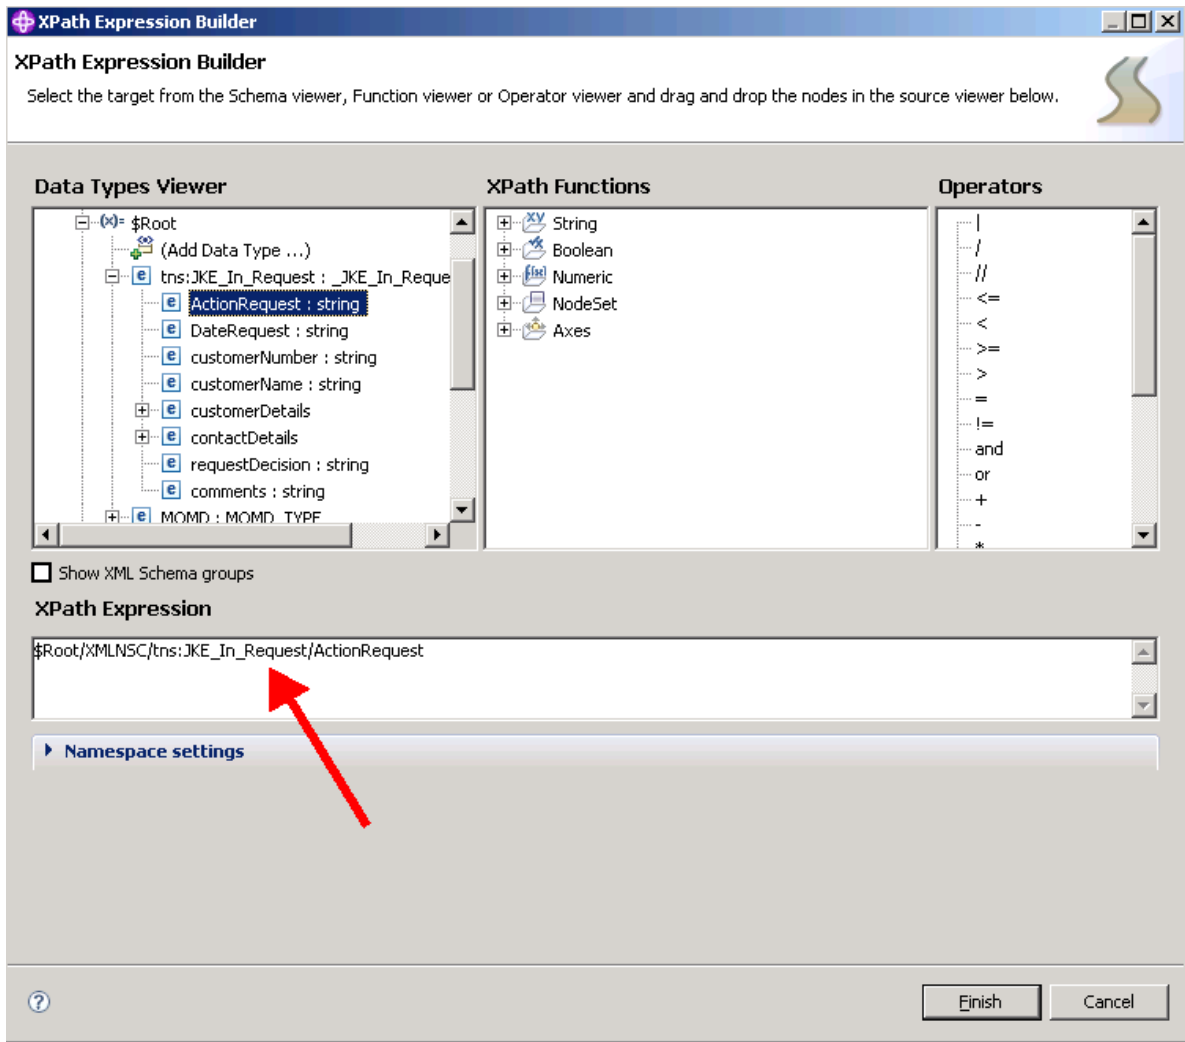 XPath Expression Builder
XPath Expression Builder
Select the target from the Schema viewer, Function viewer or Operator viewer and drag and drop the nodes in the source viewer below.
Data Types Viewer
$Root
(Add Data Type ...)
tns:JKE_In_Request : _JKE_In_Reque
ActionRequest : string
DateRequest : string
customerNumber : string
customerName : string
customerDetails
contactDetails
requestDecision : string
comments : string
MQMD : MQMD_TYPE
XPath Functions
String
Boolean
Numeric
NodeSet
Axes
Operators
|
/
//
<=
<
>=
>
=
!=
and
or
+
-
*
Show XML Schema groups
XPath Expression
$Root/XMLNSC/tns:JKE_In_Request/ActionRequest
Namespace settings
Finish
Cancel